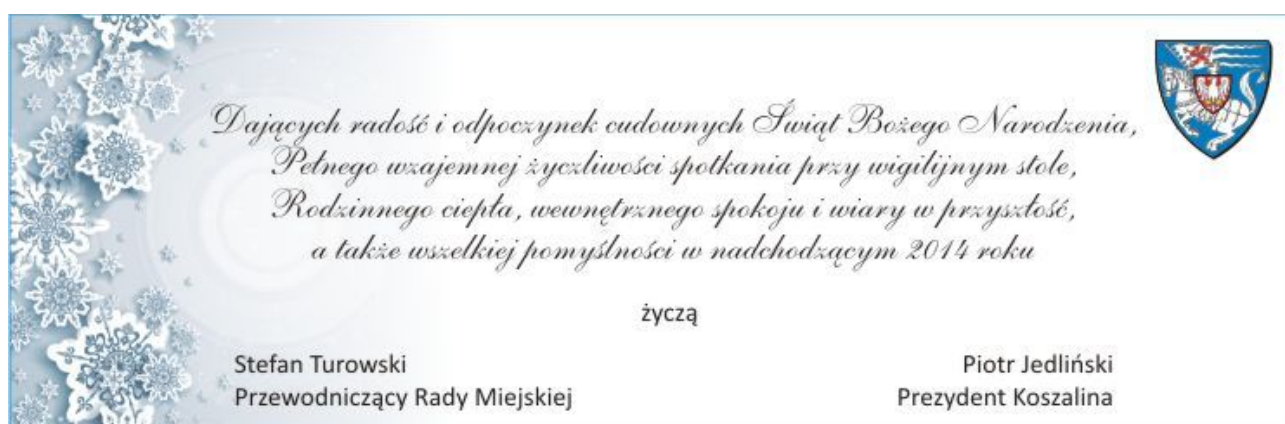 Dających radość i odpoczynek cudownych Świąt Bożego Narodzenia,
Pełnego wzajemnej życzliwości spotkania przy wigilijnym stole,
Rodzinnego ciepła, wewnętrznego spokoju i wiary w przyszłość,
a także wszelkiej pomyślności w nadchodzącym 2014 roku
życzą
Stefan Turowski
Przewodniczący Rady Miejskiej
Piotr Jedliński
Prezydent Koszalina